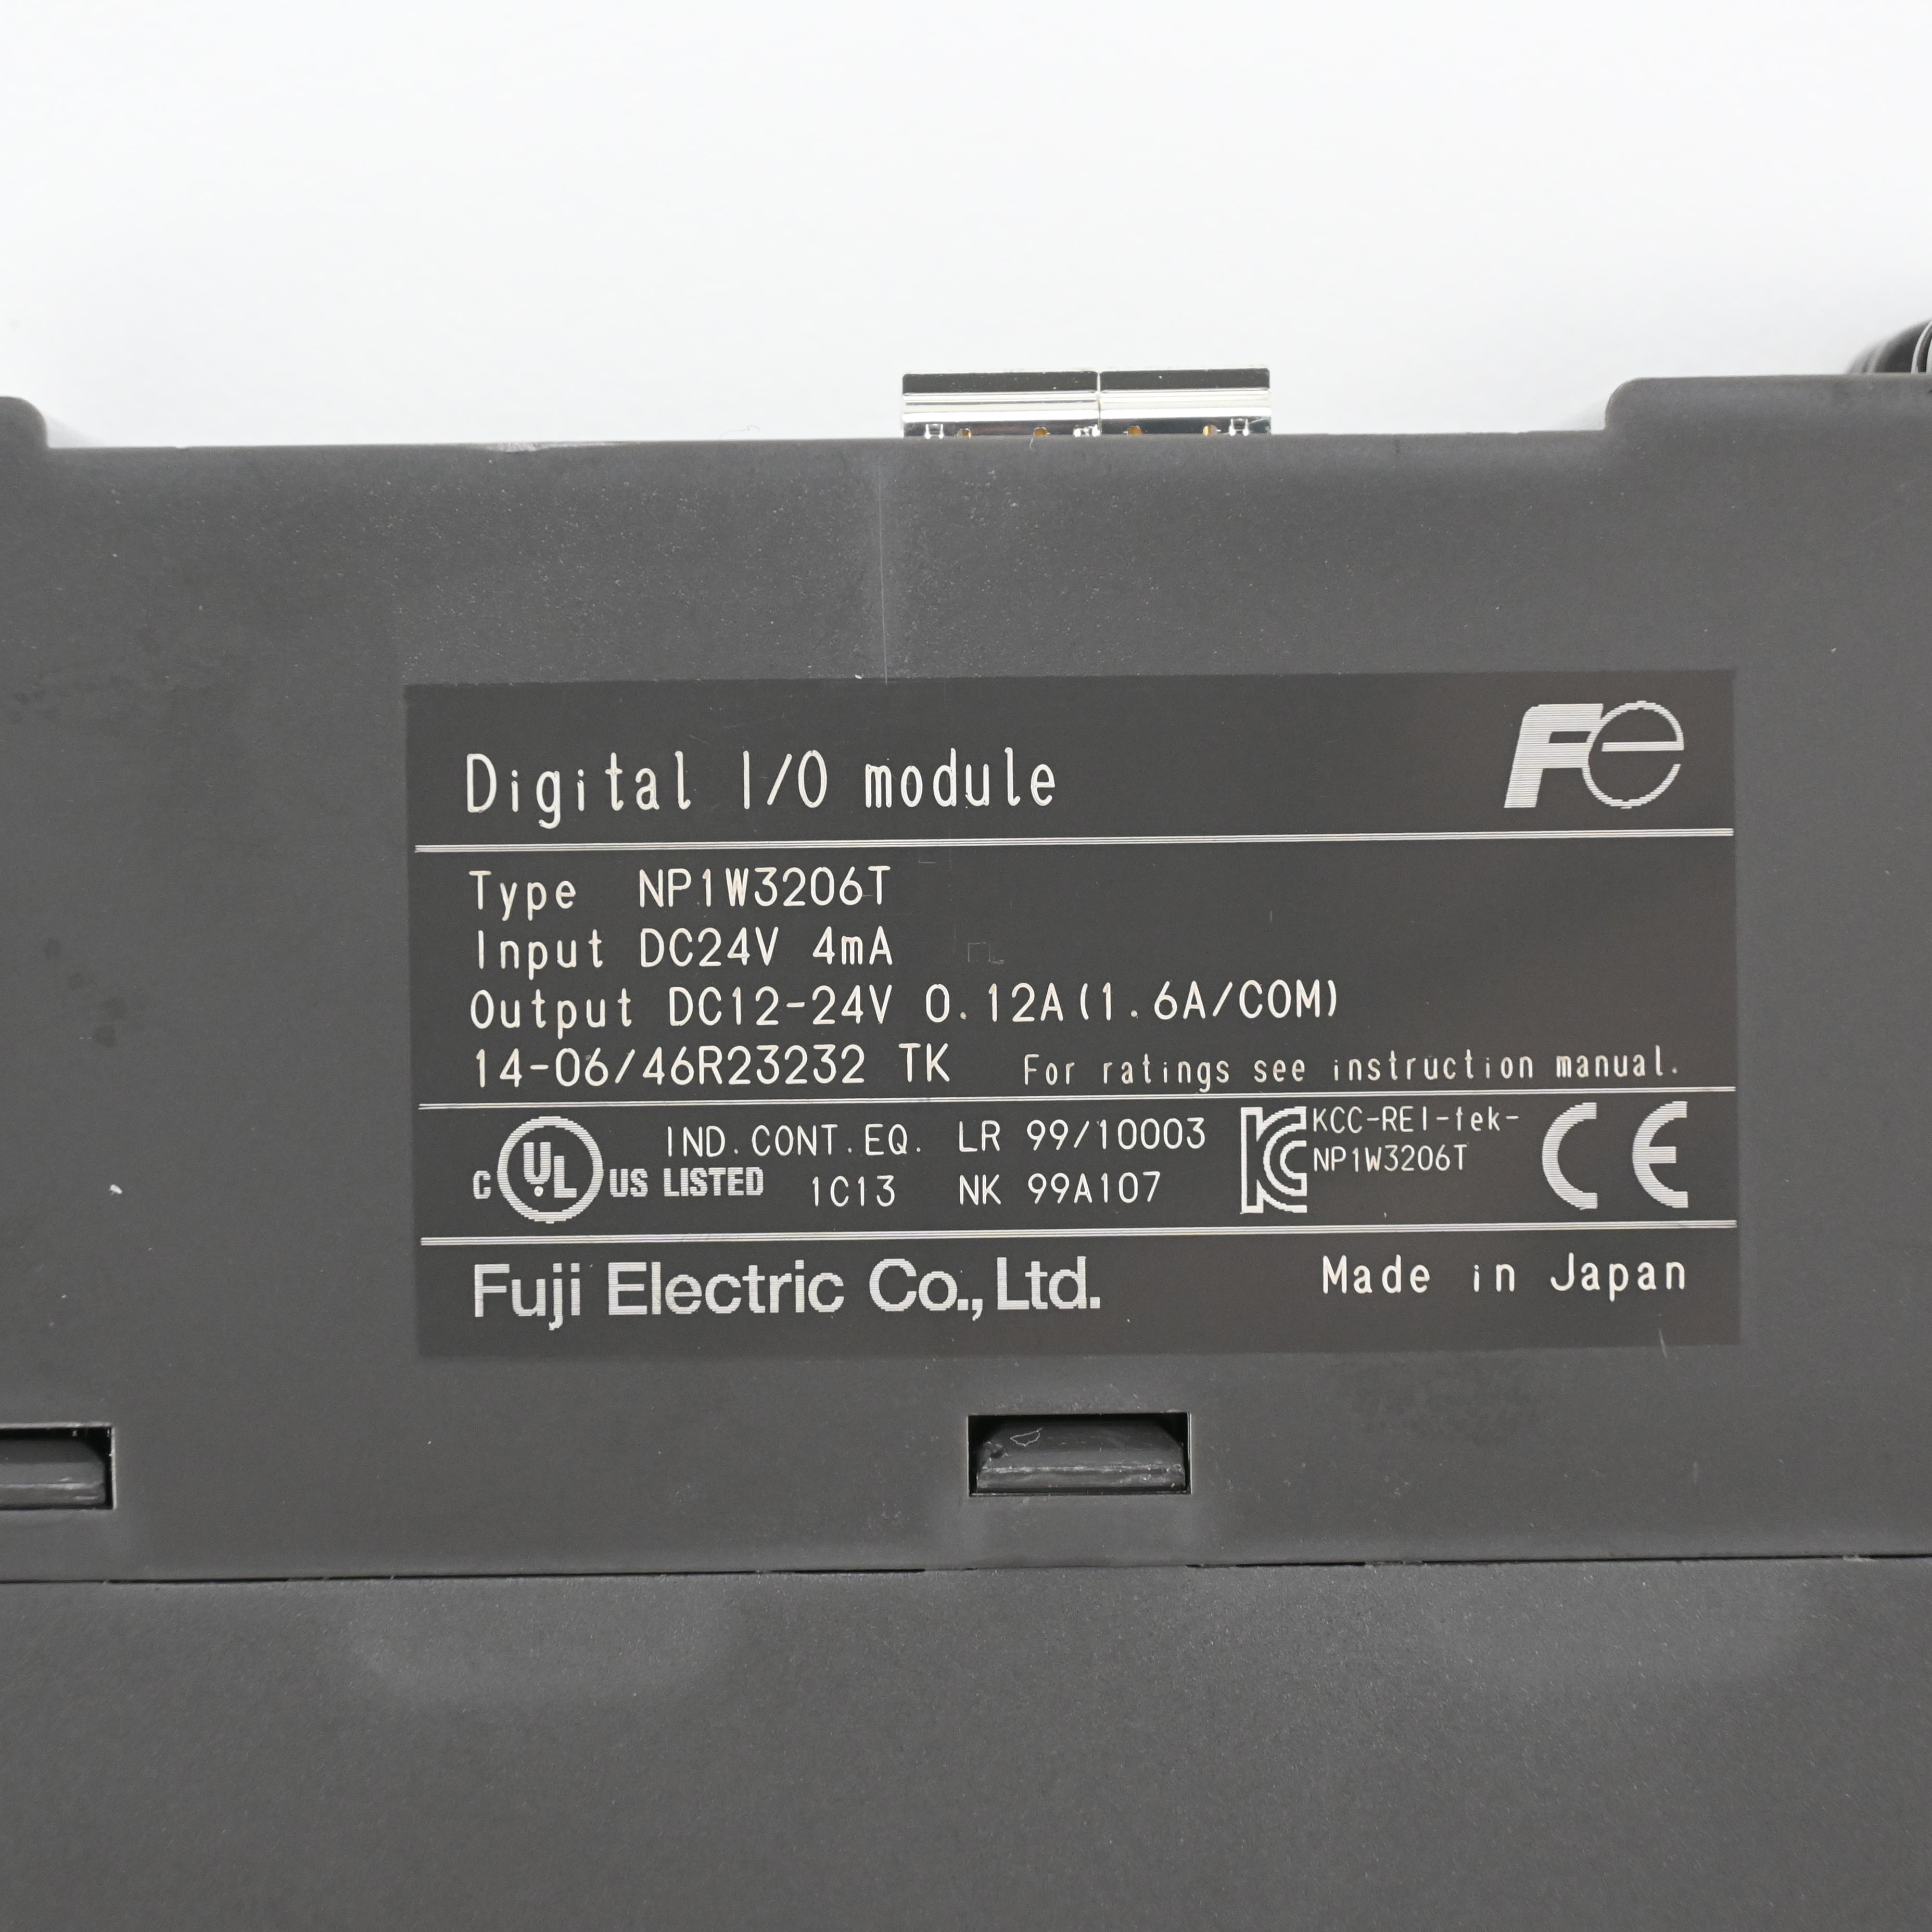 Digital I/O module Fe
Type NP1W3206T
Input DC24V 4mA
Output DC12-24V 0.12A(1.6A/COM)
14-06/46R23232 TK For ratings see instruction manual.
IND.CONT.EQ. LR 99/10003 KCC-REI-tek-
C UL US LISTED 1C13 NK 99A107 NP1W3206T CE
Fuji Electric Co.,Ltd. Made in Japan